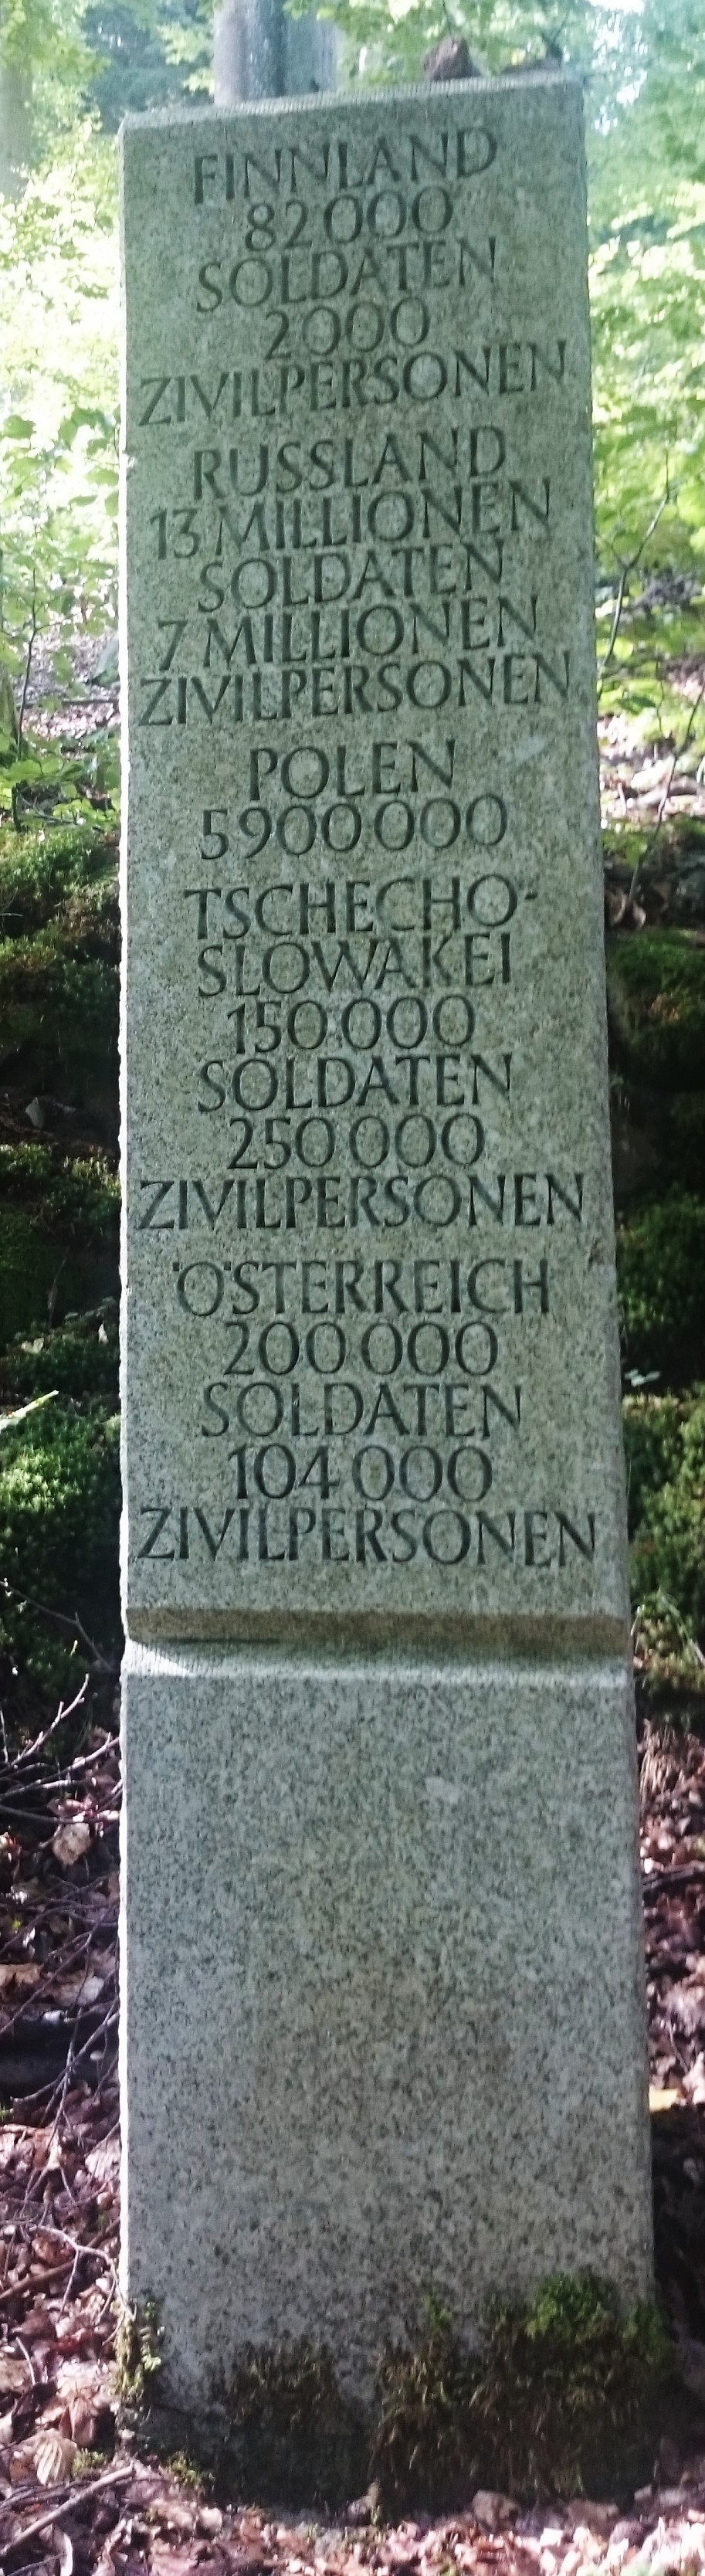 FINNLAND
82 000
SOLDATEN
2 000
ZIVILPERSONEN
RUSSLAND
13 MILLIONEN
SOLDATEN
7 MILLIONEN
ZIVILPERSONEN
POLEN
5 900 000
TSCHECHO-
SLOWAKEI
150 000
SOLDATEN
250 000
ZIVILPERSONEN
ÖSTERREICH
200 000
SOLDATEN
104 000
ZIVILPERSONEN